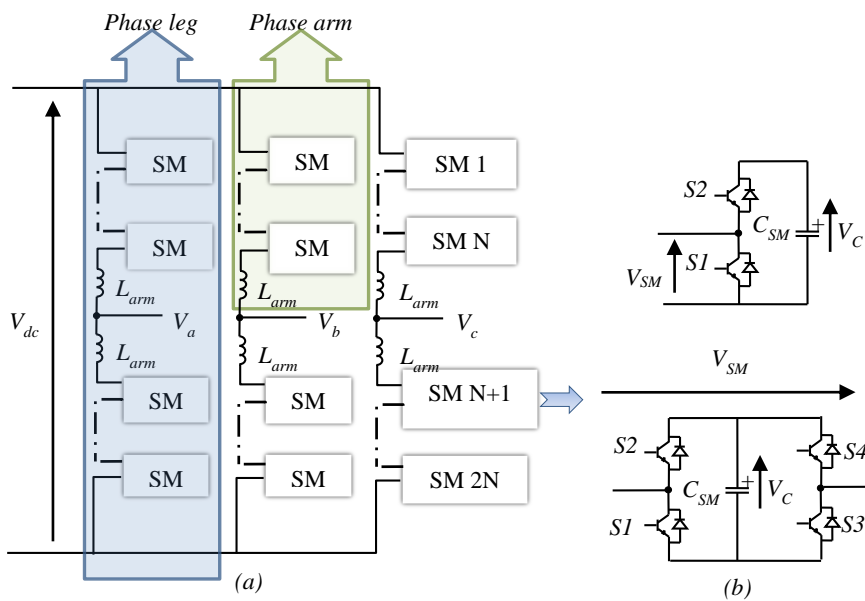 Phase leg
Phase arm
SM
SM
SM 1
SM
SM
SM N
L_arm
L_arm
L_arm
V_dc
V_a
V_b
V_c
L_arm
L_arm
L_arm
SM
SM
SM N+1
SM
SM
SM 2N
(a)
S2
C_SM
+
V_C
S1
V_SM
V_SM
S2
S4
C_SM
+
V_C
S1
S3
(b)